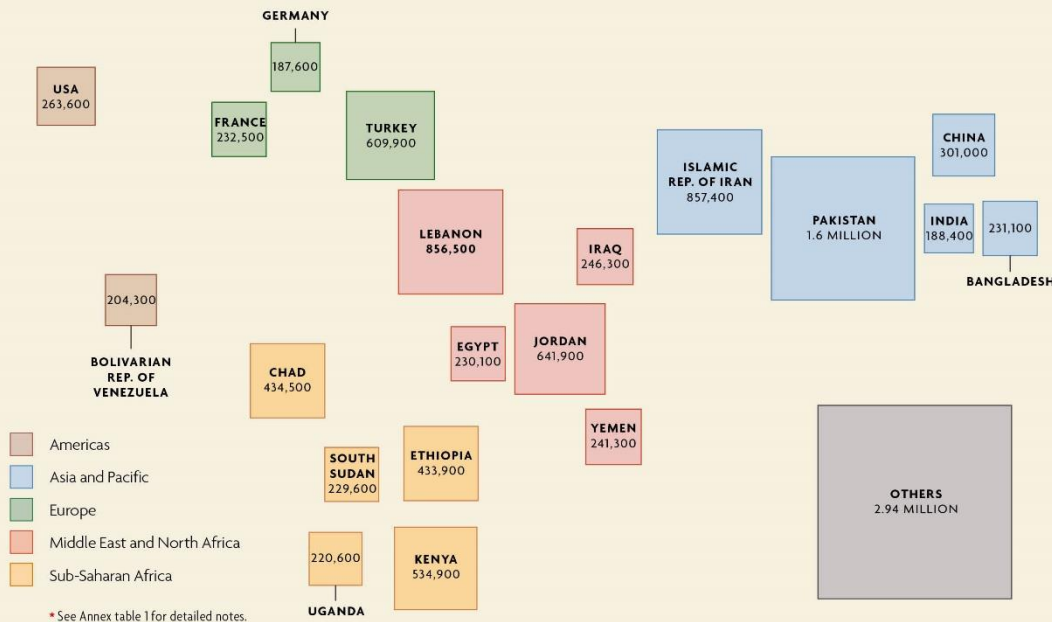 GERMANY
187,600
USA
263,600
FRANCE
232,500
TURKEY
609,900
CHINA
301,000
ISLAMIC
REP. OF IRAN
857,400
PAKISTAN
1.6 MILLION
INDIA
188,400
231,100
BANGLADESH
LEBANON
856,500
IRAQ
246,300
204,300
BOLIVARIAN
REP. OF
VENEZUELA
EGYPT
230,100
JORDAN
641,900
CHAD
434,500
YEMEN
241,300
SOUTH
SUDAN
229,600
ETHIOPIA
433,900
OTHERS
2.94 MILLION
220,600
UGANDA
KENYA
534,900
Americas
Asia and Pacific
Europe
Middle East and North Africa
Sub-Saharan Africa
* See Annex table 1 for detailed notes.